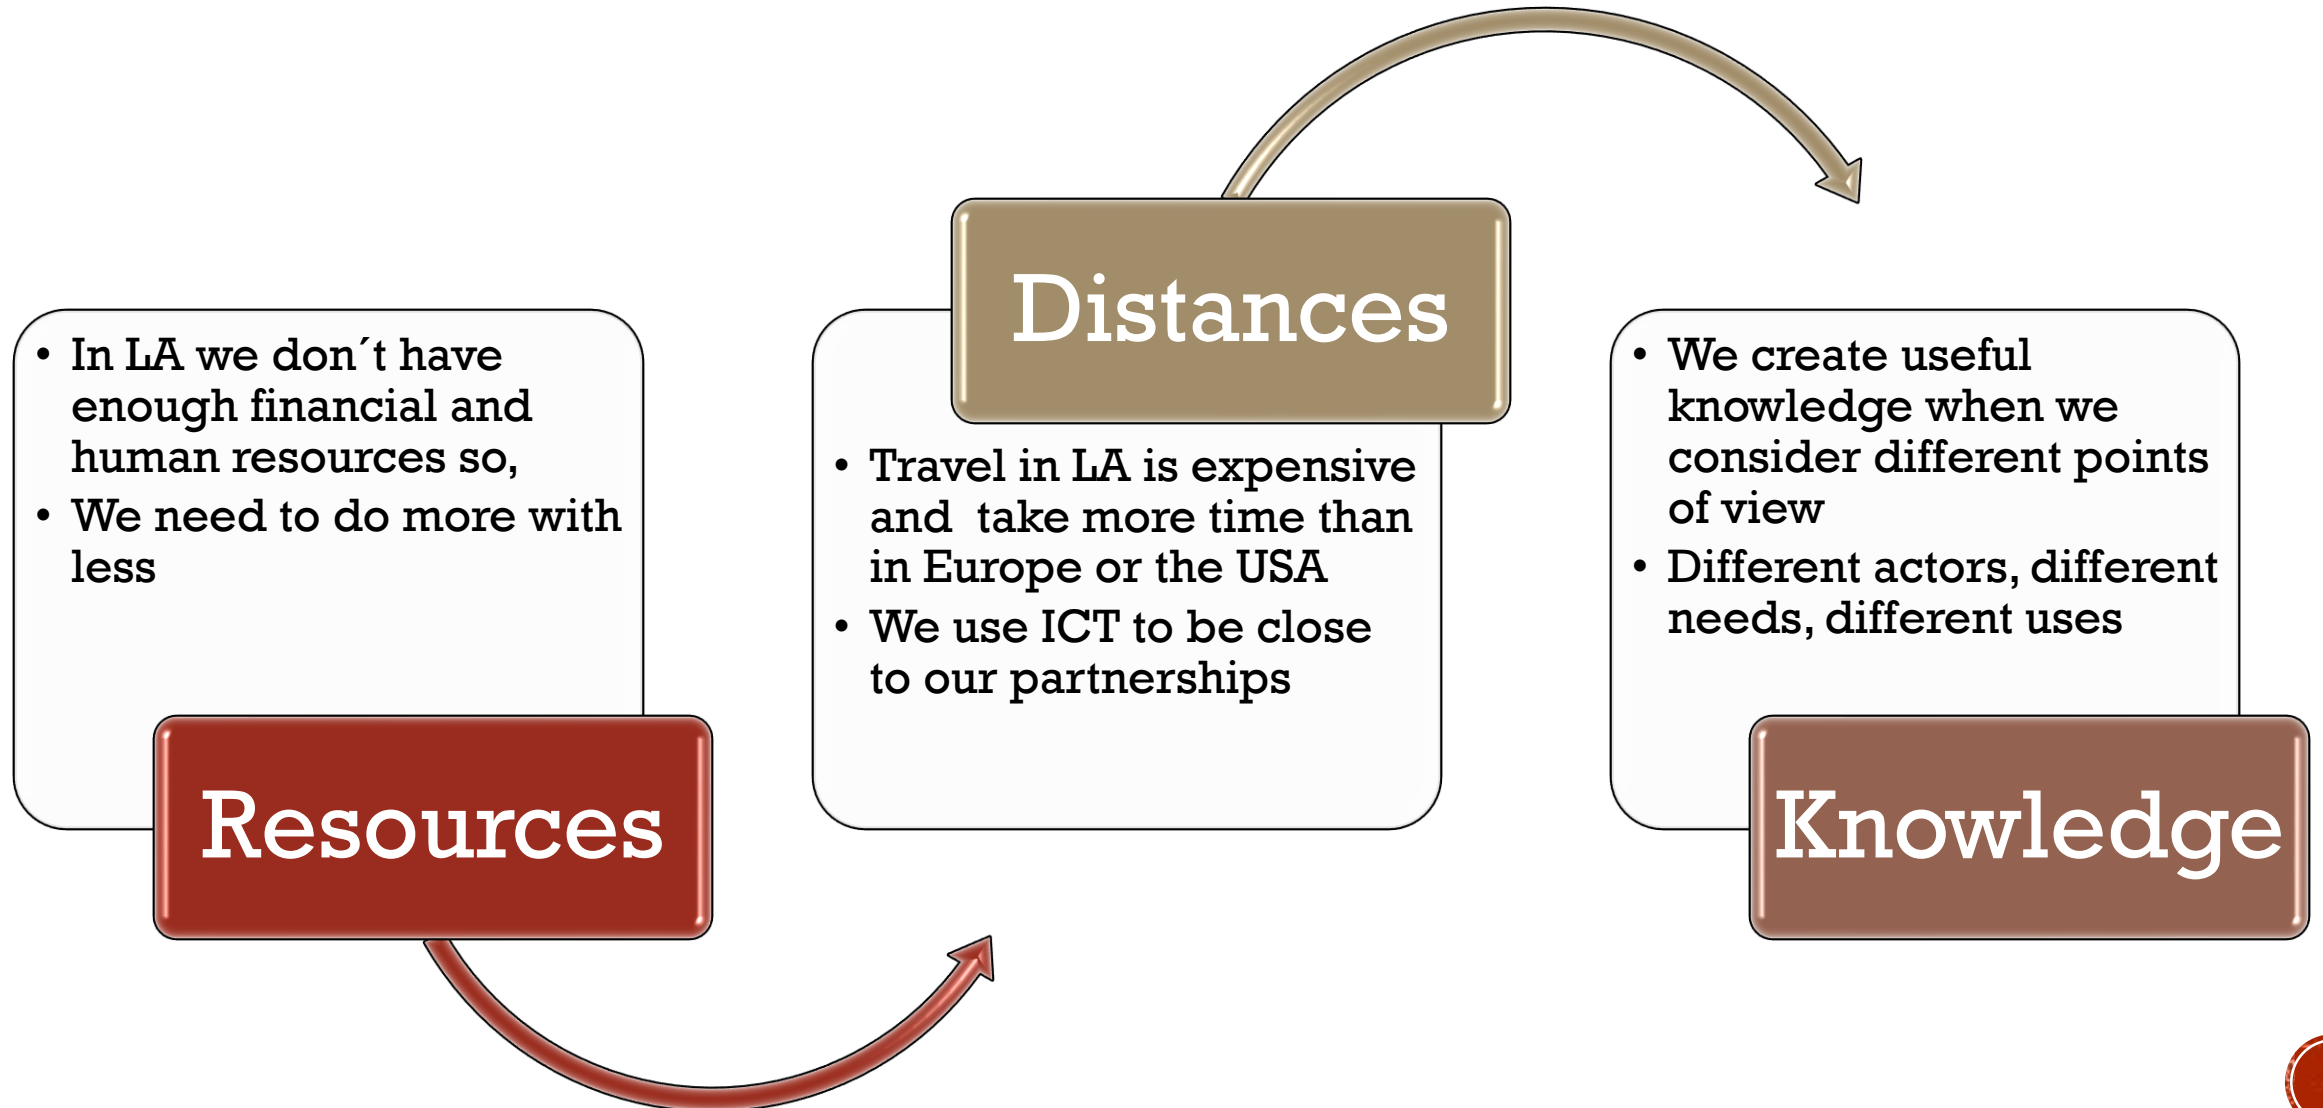 • In LA we don´t have
enough financial and
human resources so,
• We need to do more with
less
Resources
Distances
• Travel in LA is expensive
and  take more time than
in Europe or the USA
• We use ICT to be close
to our partnerships
• We create useful
knowledge when we
consider different points
of view
• Different actors, different
needs, different uses
Knowledge